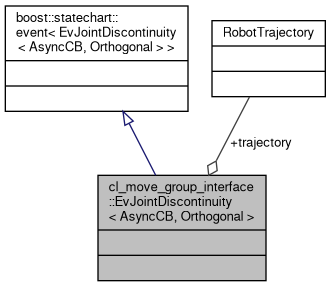 boost::statechart::
event< EvJointDiscontinuity
< AsyncCB, Orthogonal > >
RobotTrajectory
+trajectory
cl_move_group_interface
::EvJointDiscontinuity
< AsyncCB, Orthogonal >